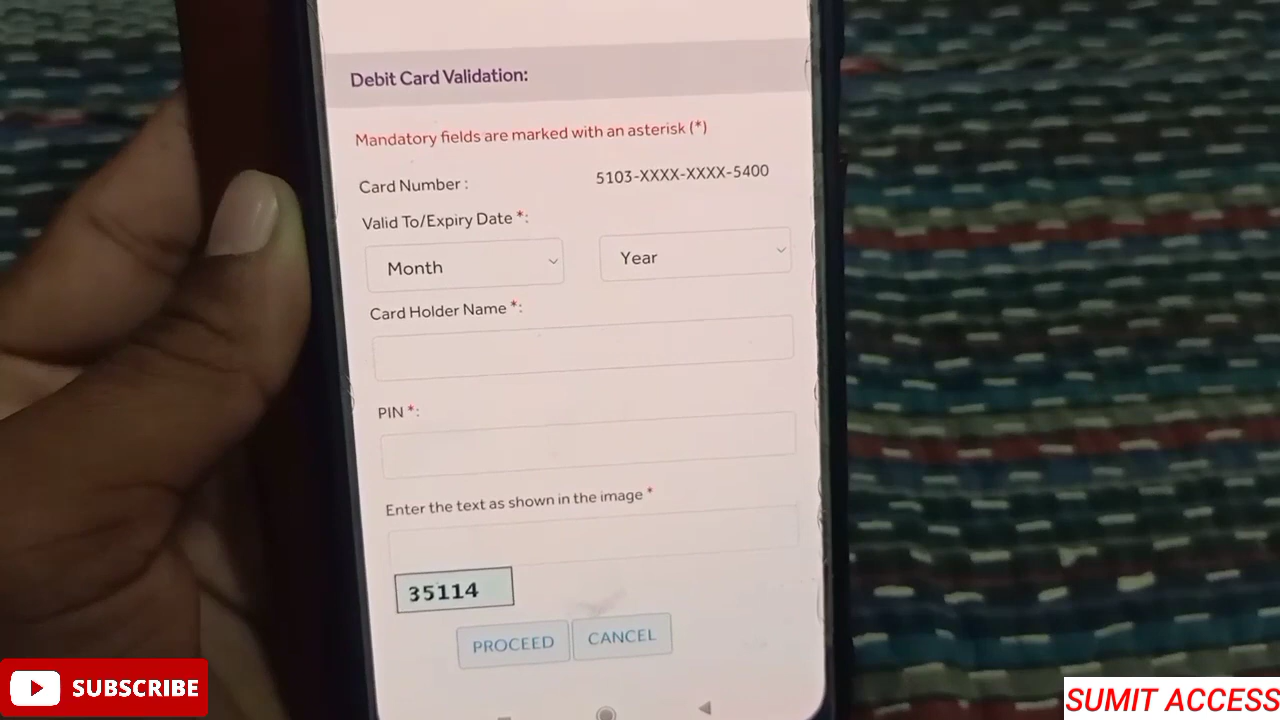 Debit Card Validation:
Mandatory fields are marked with an asterisk (*)
Card Number : 5103-XXXX-XXXX-5400
Valid To/Expiry Date *:
Month Year
Card Holder Name *:
PIN *:
Enter the text as shown in the image *
35114
PROCEED CANCEL
SUBSCRIBE
SUMIT ACCESS